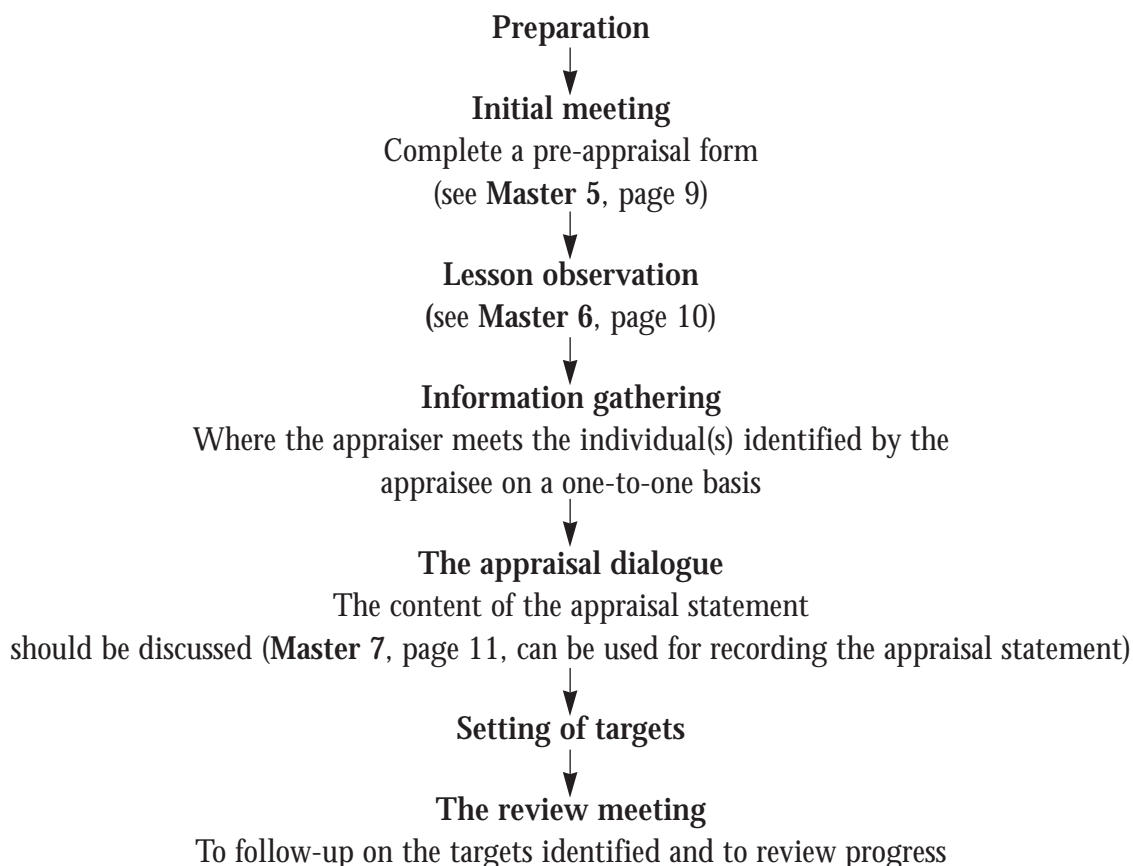 Preparation
Initial meeting
Complete a pre-appraisal form
(see Master 5, page 9)
Lesson observation
(see Master 6, page 10)
Information gathering
Where the appraiser meets the individual(s) identified by the
appraisee on a one-to-one basis
The appraisal dialogue
The content of the appraisal statement
should be discussed (Master 7, page 11, can be used for recording the appraisal statement)
Setting of targets
The review meeting
To follow-up on the targets identified and to review progress